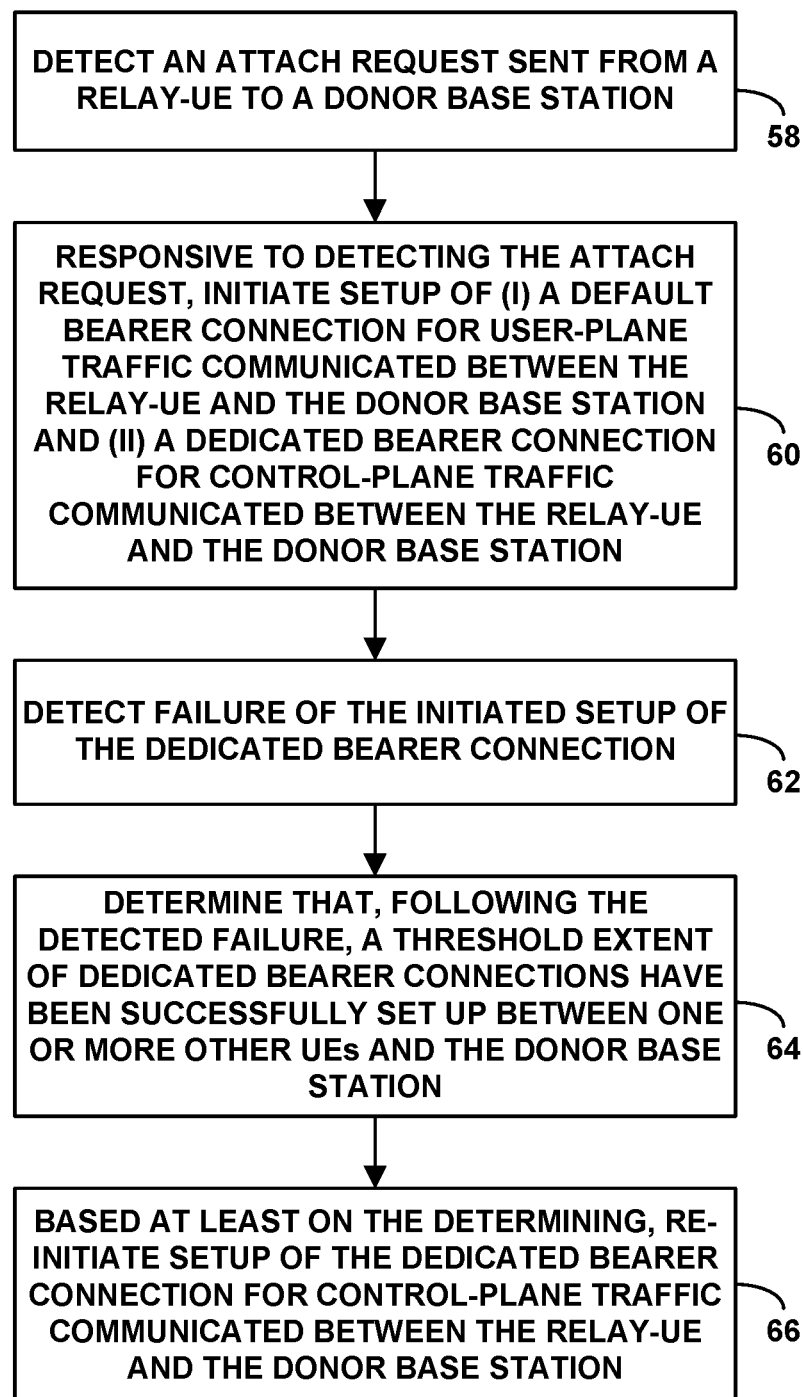 DETECT AN ATTACH REQUEST SENT FROM A
RELAY-UE TO A DONOR BASE STATION
58
RESPONSIVE TO DETECTING THE ATTACH
REQUEST, INITIATE SETUP OF (I) A DEFAULT
BEARER CONNECTION FOR USER-PLANE
TRAFFIC COMMUNICATED BETWEEN THE
RELAY-UE AND THE DONOR BASE STATION
AND (II) A DEDICATED BEARER CONNECTION
FOR CONTROL-PLANE TRAFFIC
COMMUNICATED BETWEEN THE RELAY-UE
AND THE DONOR BASE STATION
60
DETECT FAILURE OF THE INITIATED SETUP OF
THE DEDICATED BEARER CONNECTION
62
DETERMINE THAT, FOLLOWING THE
DETECTED FAILURE, A THRESHOLD EXTENT
OF DEDICATED BEARER CONNECTIONS HAVE
BEEN SUCCESSFULLY SET UP BETWEEN ONE
OR MORE OTHER UEs AND THE DONOR BASE
STATION
64
BASED AT LEAST ON THE DETERMINING, RE-
INITIATE SETUP OF THE DEDICATED BEARER
CONNECTION FOR CONTROL-PLANE TRAFFIC
COMMUNICATED BETWEEN THE RELAY-UE
AND THE DONOR BASE STATION
66